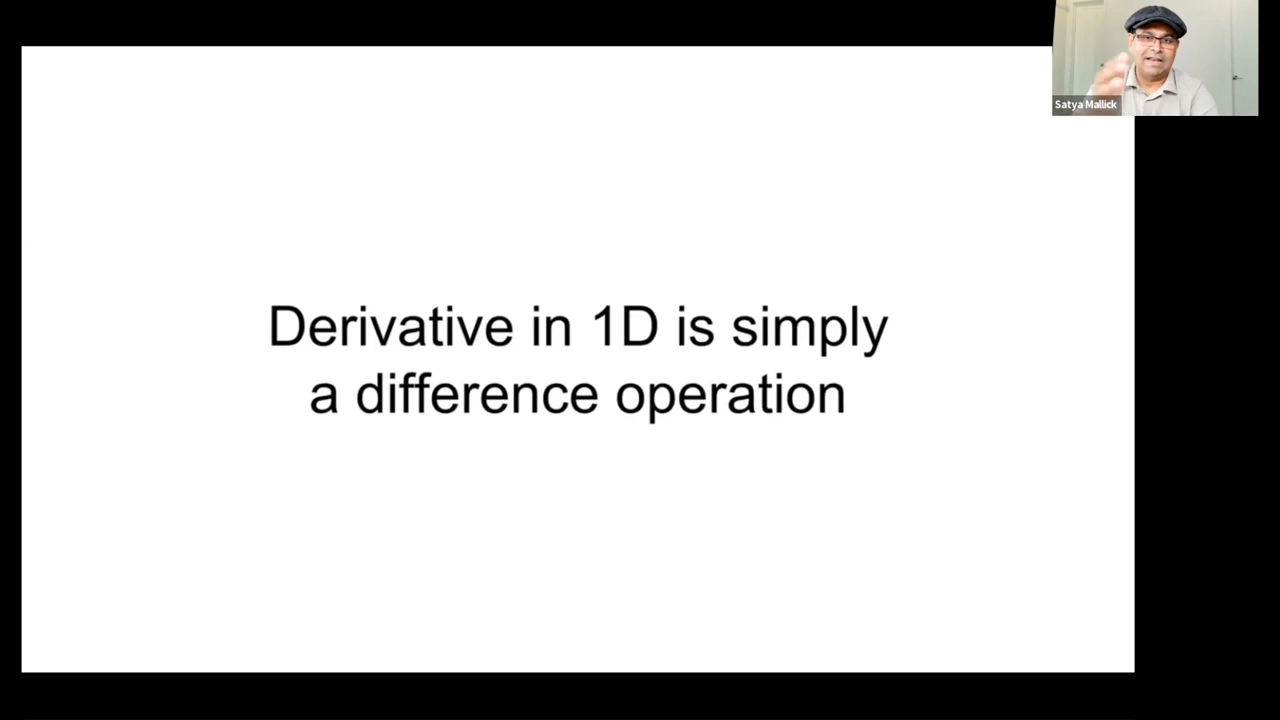 Satya Mallick
Derivative in 1D is simply
a difference operation